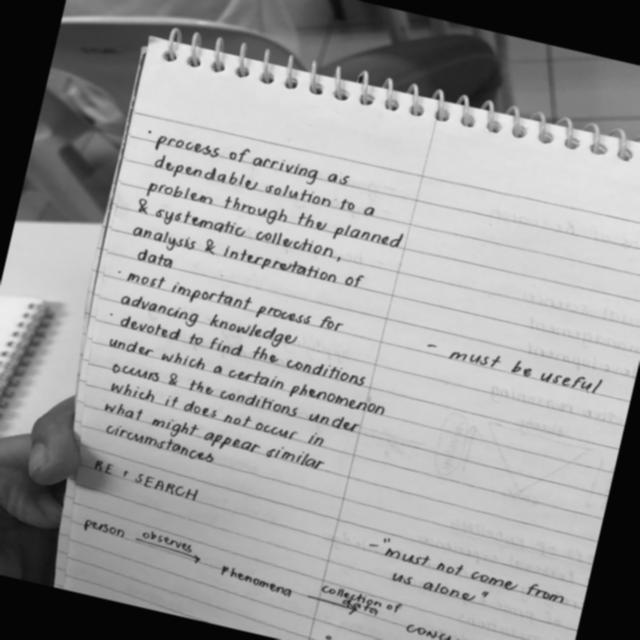 · process of arriving as
dependable solution to a
problem through the planned
& systematic collection,
analysis & interpretation of
data
· most important process for
advancing knowledge
· devoted to find the conditions
under which a certain phenomenon
occurs & the conditions under
which it does not occur in
what might appear similar
circumstances
- must be useful
RE + SEARCH
- "must not come from
us alone"
person observes phenomena collection of
data